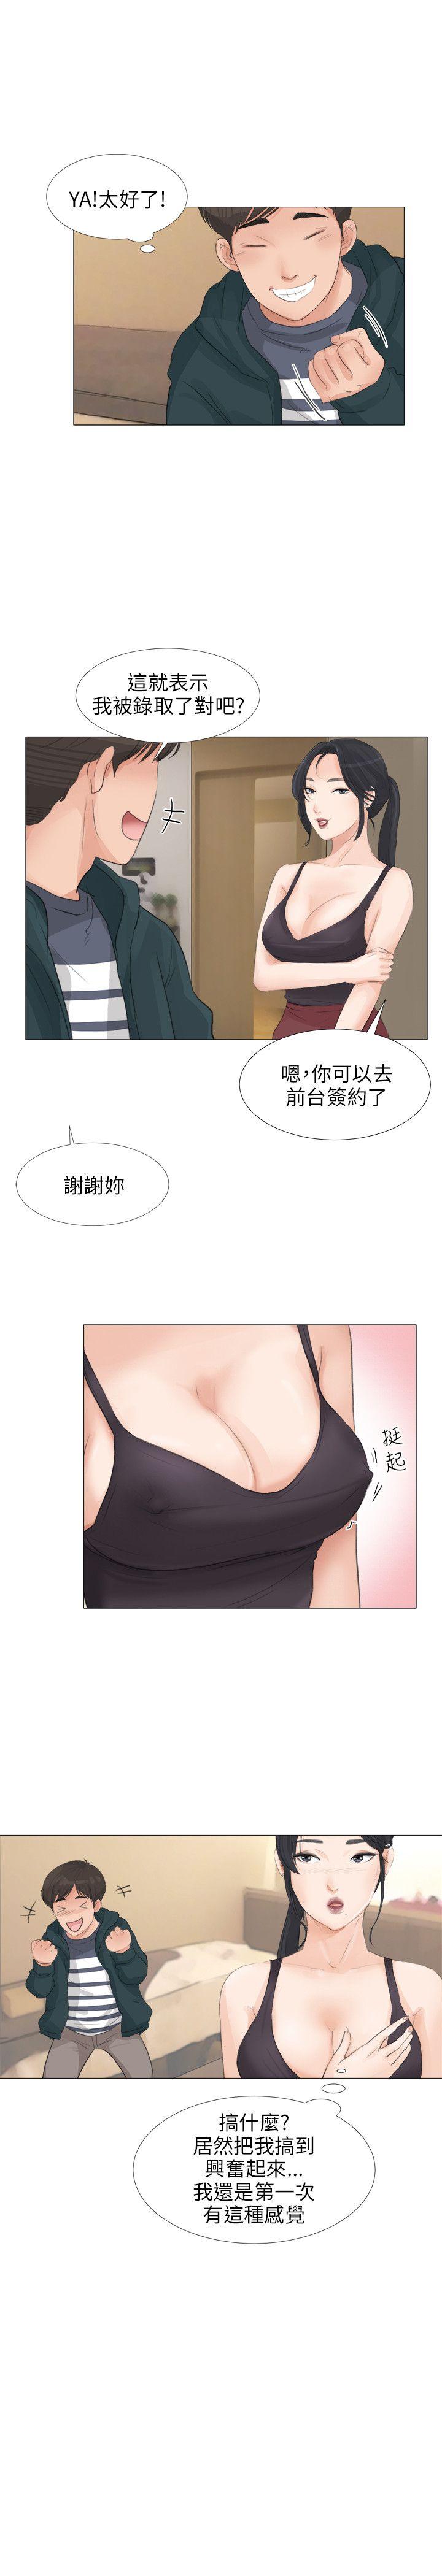 YA!太好了!
這就表示
我被錄取了對吧?
嗯,你可以去
前台簽約了
謝謝妳
挺
起
搞什麼?
居然把我搞到
興奮起來...
我還是第一次
有這種感覺